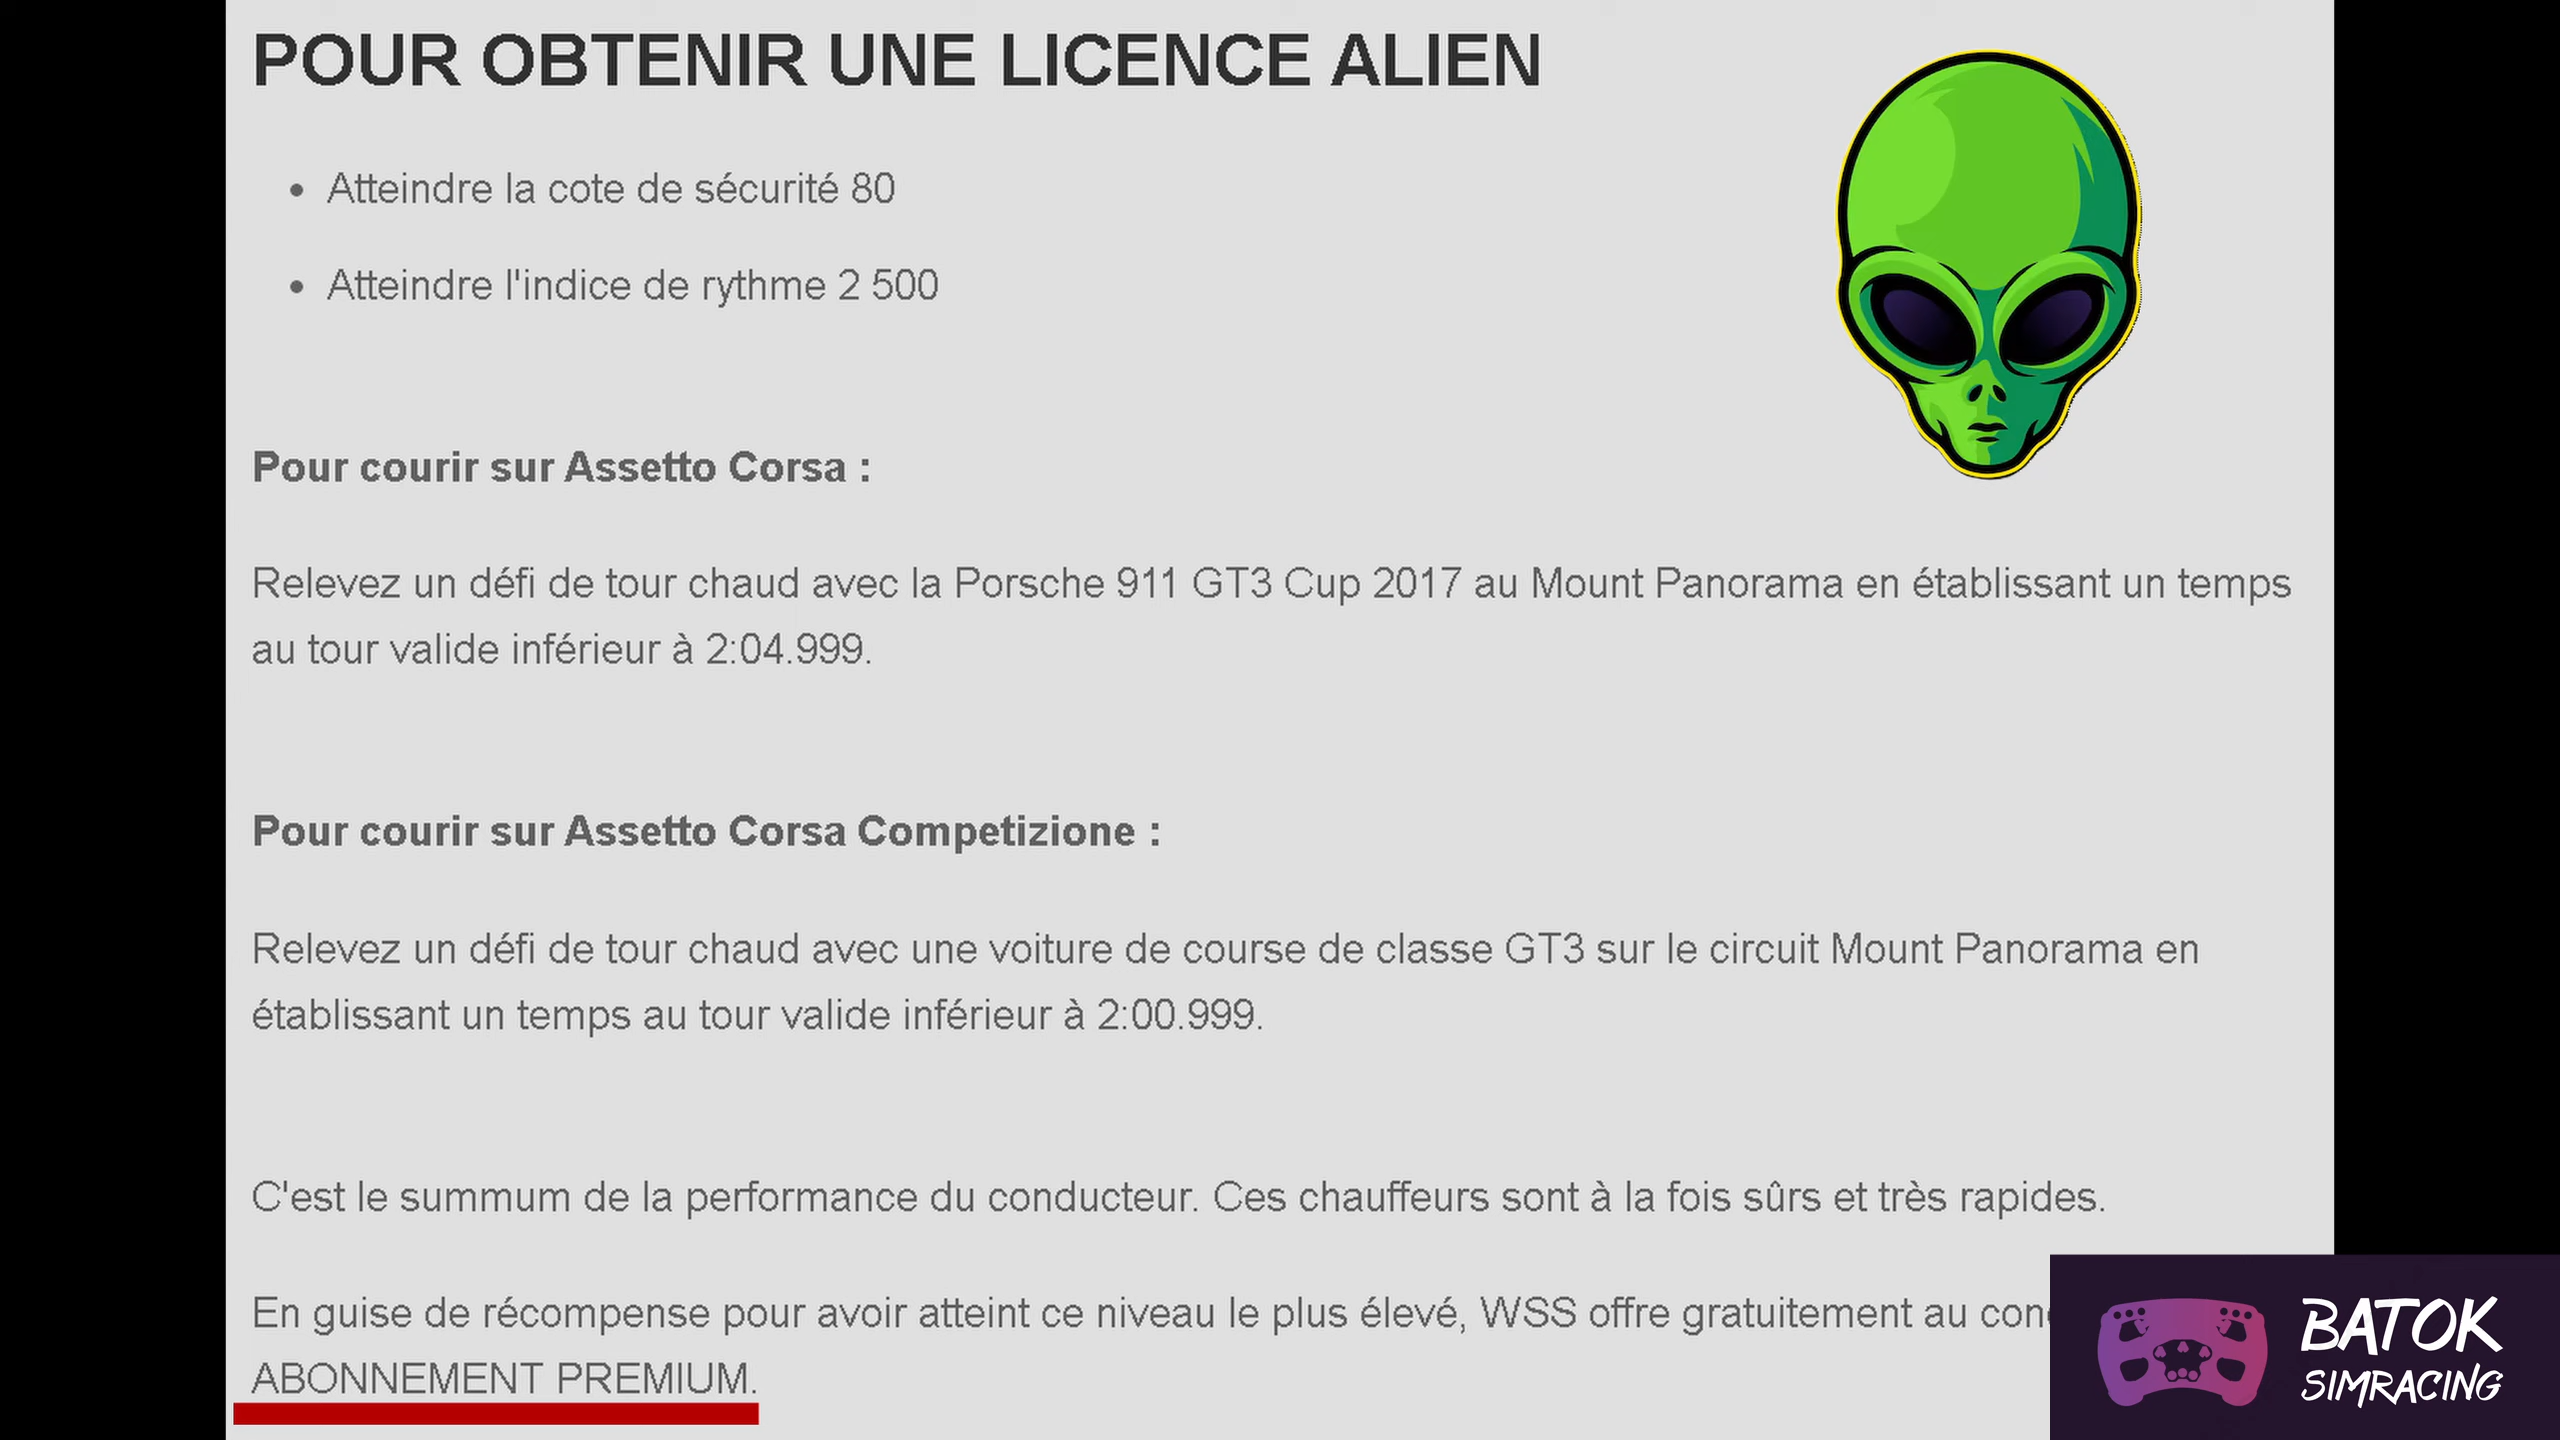 POUR OBTENIR UNE LICENCE ALIEN
• Atteindre la cote de sécurité 80
• Atteindre l'indice de rythme 2 500
Pour courir sur Assetto Corsa :
Relevez un défi de tour chaud avec la Porsche 911 GT3 Cup 2017 au Mount Panorama en établissant un temps
au tour valide inférieur à 2:04.999.
Pour courir sur Assetto Corsa Competizione :
Relevez un défi de tour chaud avec une voiture de course de classe GT3 sur le circuit Mount Panorama en
établissant un temps au tour valide inférieur à 2:00.999.
C'est le summum de la performance du conducteur. Ces chauffeurs sont à la fois sûrs et très rapides.
En guise de récompense pour avoir atteint ce niveau le plus élevé, WSS offre gratuitement au
ABONNEMENT PREMIUM.
BATOK
SIMRACING